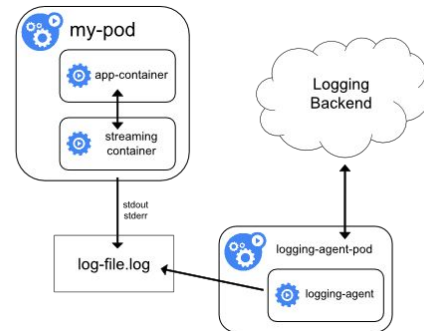 my-pod
app-container
streaming
container
Logging
Backend
stdout
stderr
log-file.log
logging-agent-pod
logging-agent